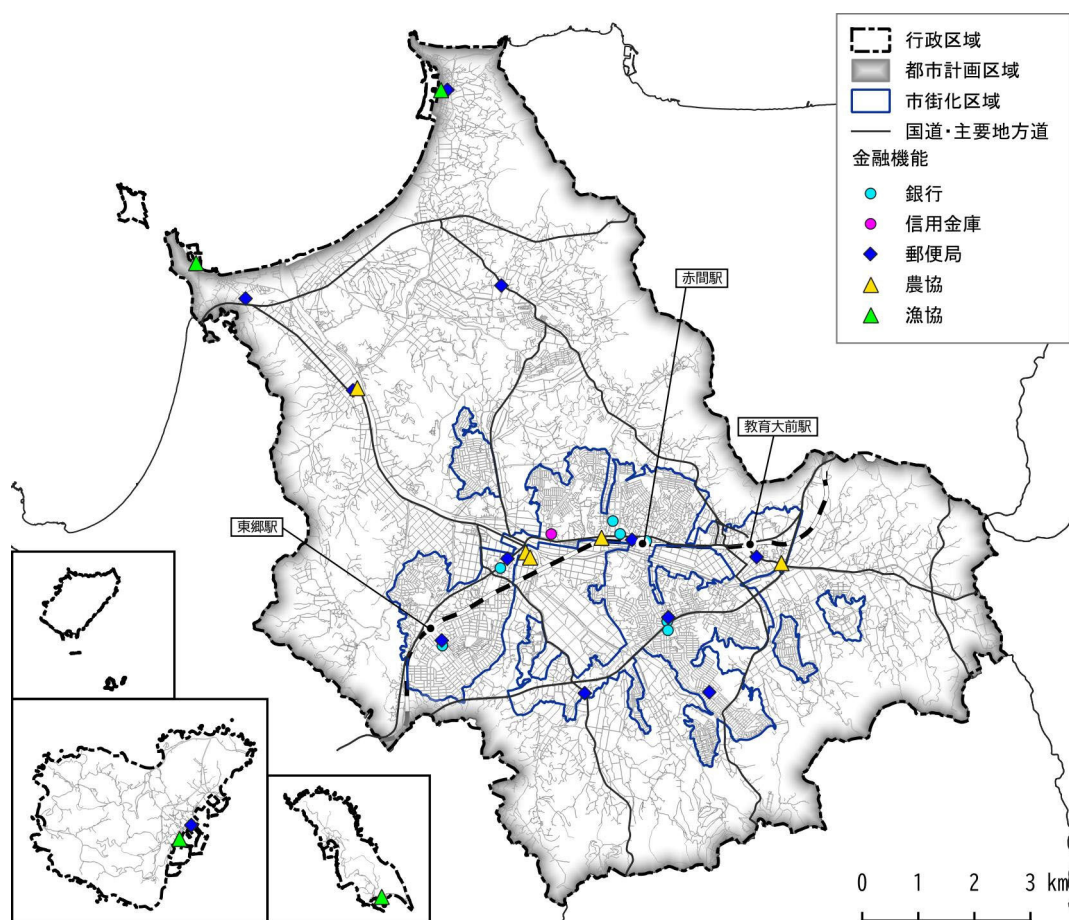 行政区域
都市計画区域
市街化区域
国道・主要地方道
金融機能
銀行
信用金庫
郵便局
農協
漁協
赤間駅
教育大前駅
東郷駅
0 1 2 3 km